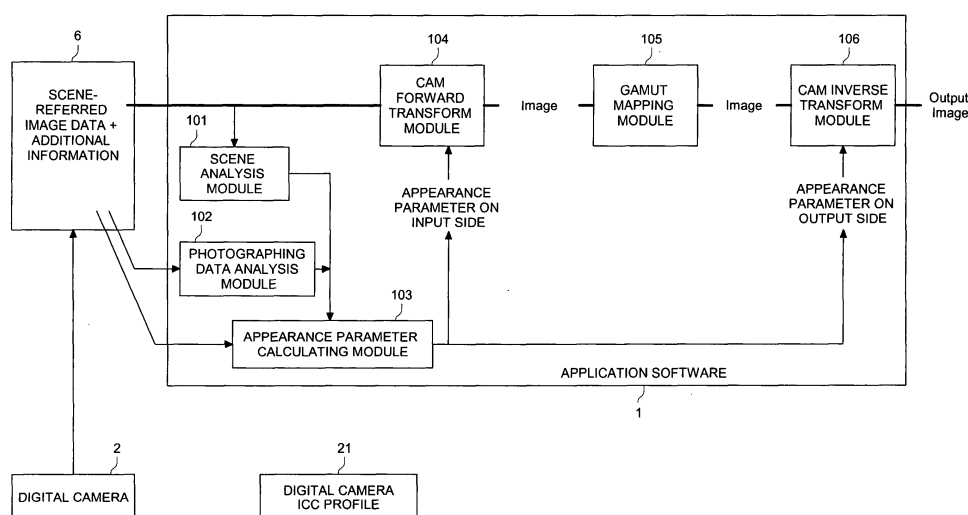 6
SCENE-
REFERRED
IMAGE DATA +
ADDITIONAL
INFORMATION
104
CAM
FORWARD
TRANSFORM
MODULE
Image
105
GAMUT
MAPPING
MODULE
Image
106
CAM INVERSE
TRANSFORM
MODULE
Output
Image
101
SCENE
ANALYSIS
MODULE
APPEARANCE
PARAMETER ON
INPUT SIDE
APPEARANCE
PARAMETER ON
OUTPUT SIDE
102
PHOTOGRAPHING
DATA ANALYSIS
MODULE
103
APPEARANCE PARAMETER
CALCULATING MODULE
APPLICATION SOFTWARE
1
2
DIGITAL CAMERA
21
DIGITAL CAMERA
ICC PROFILE